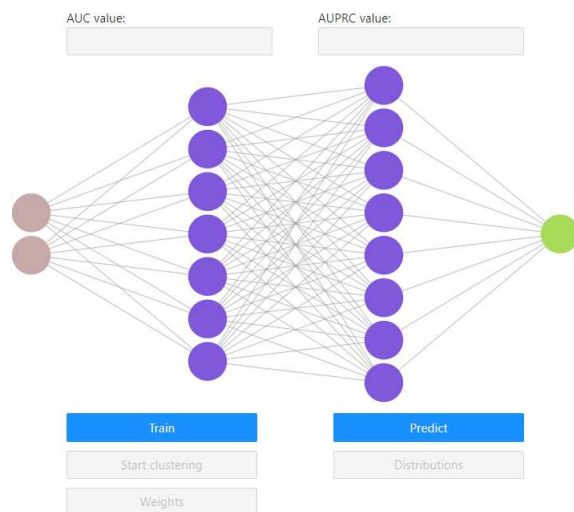 AUC value:
AUPRC value:
Train
Predict
Start clustering
Distributions
Weights